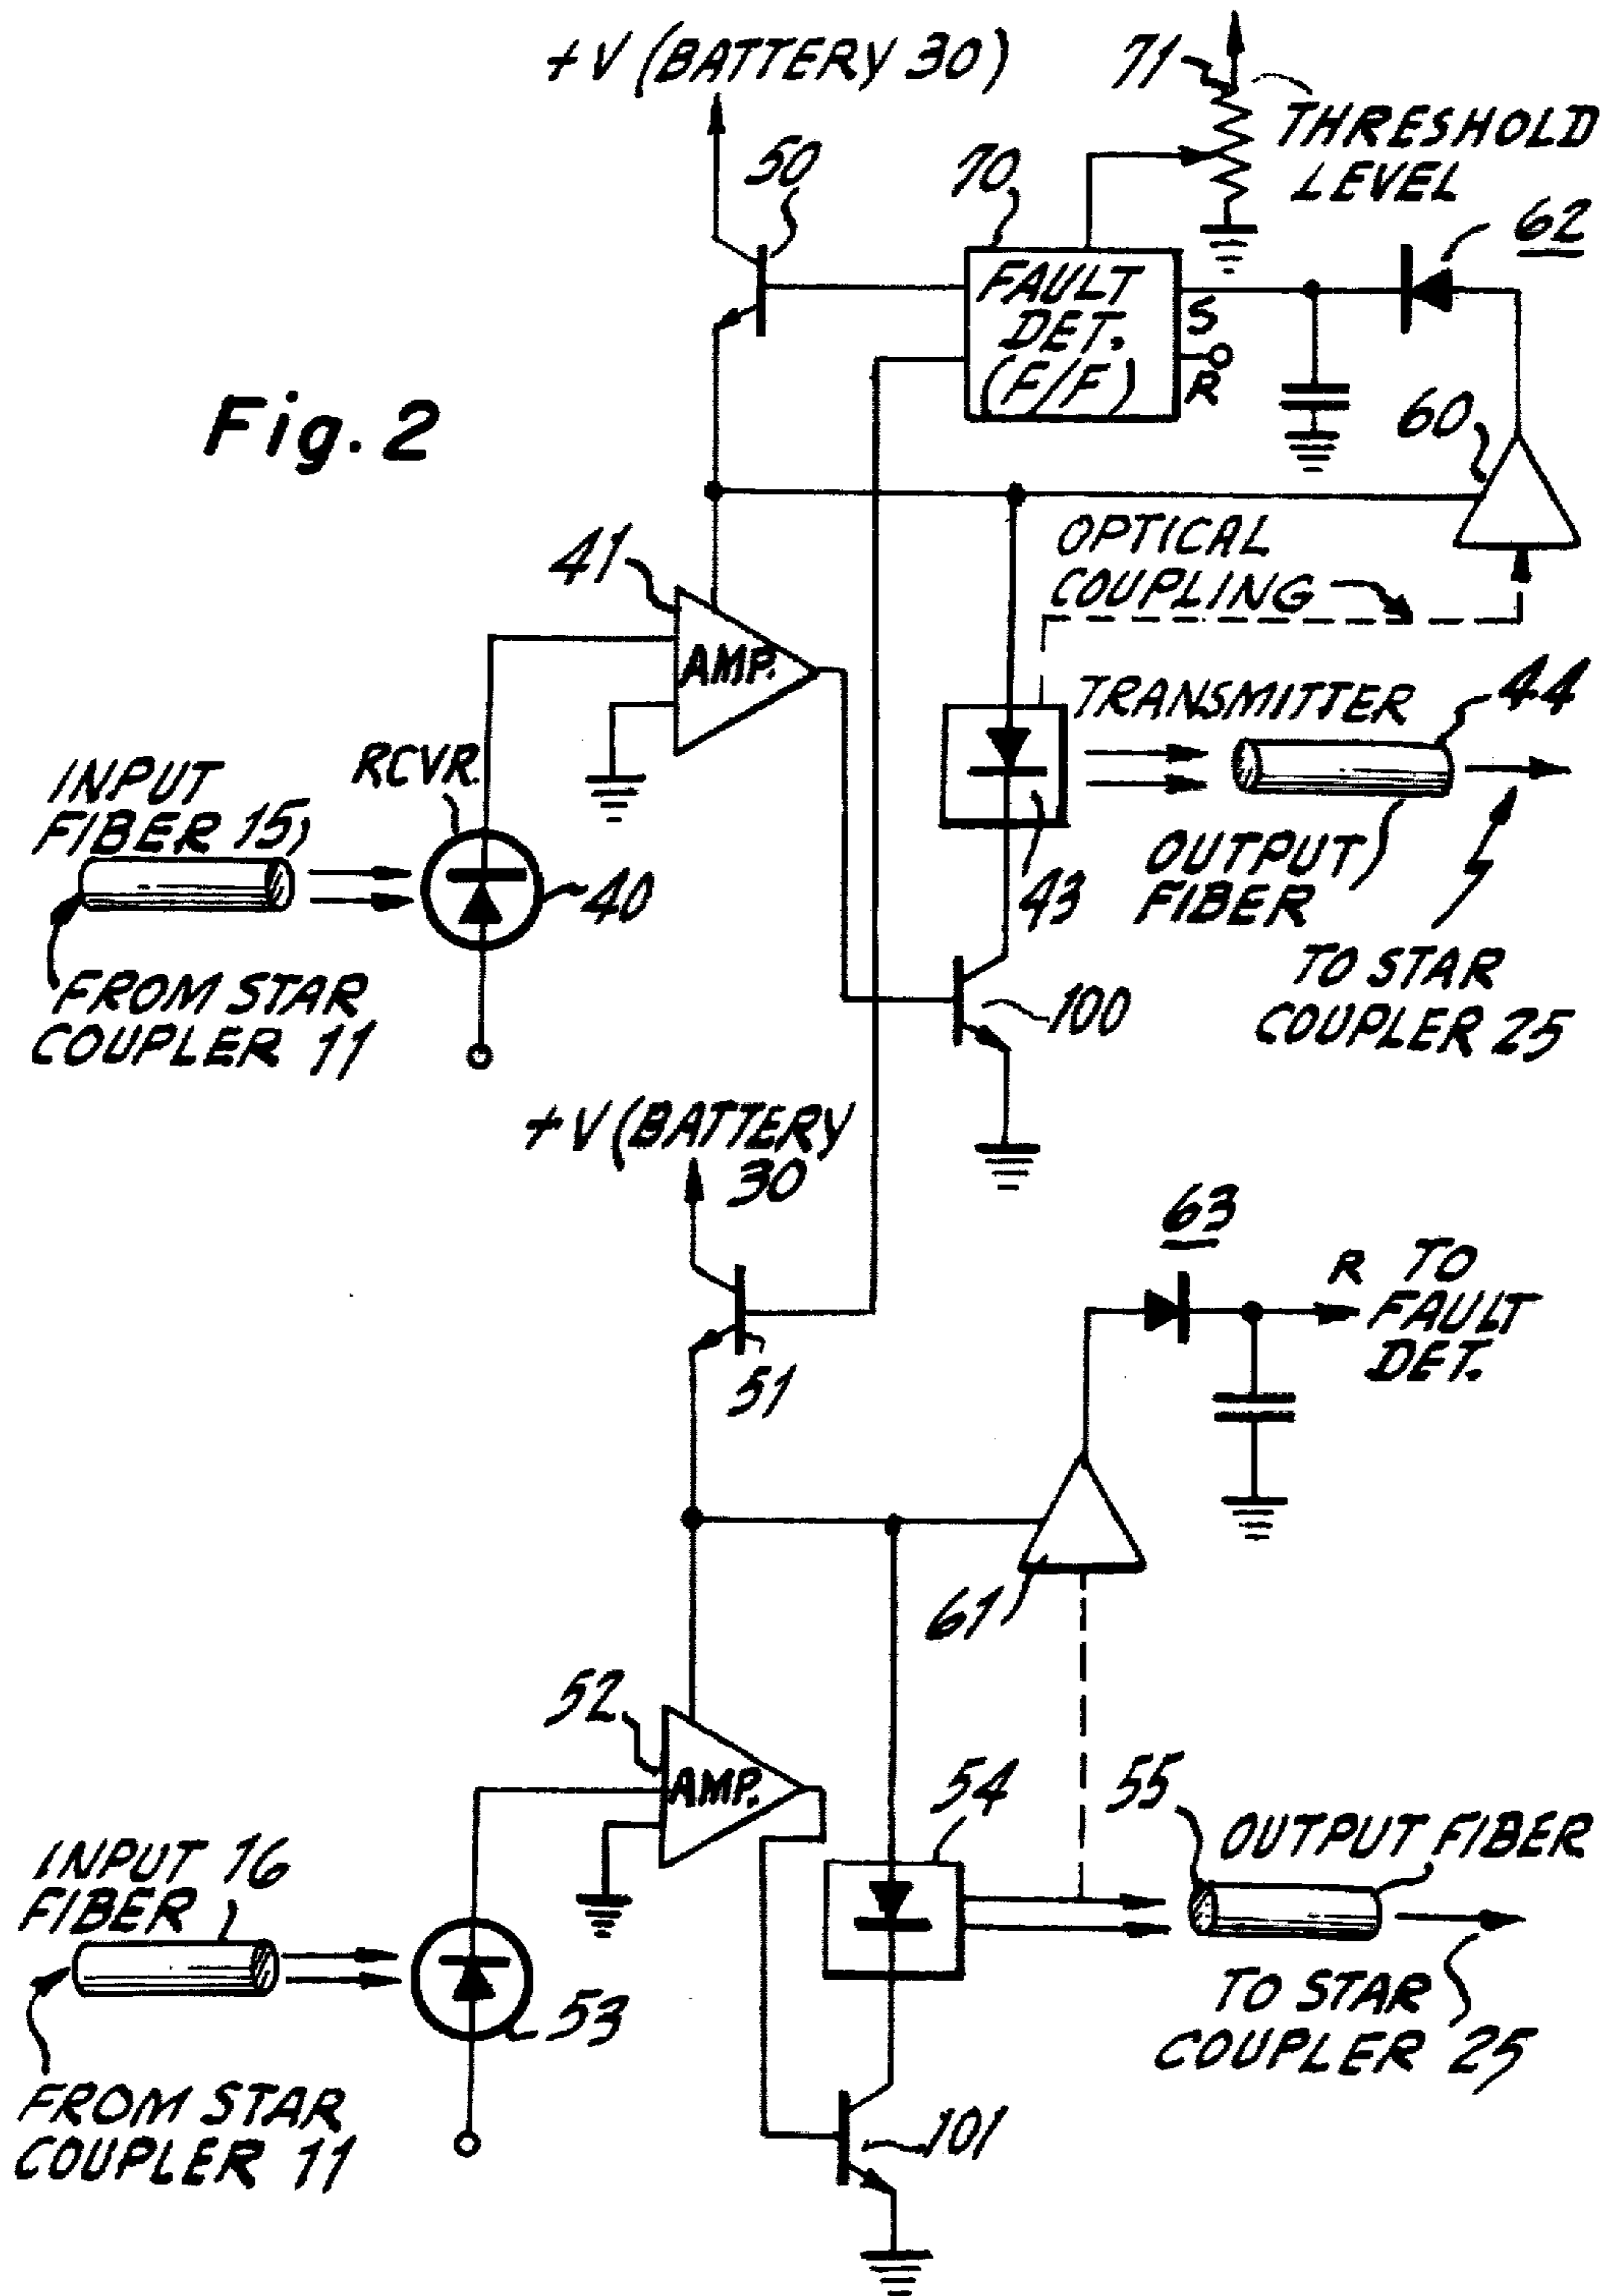 +V (BATTERY 30)
71
THRESHOLD
LEVEL
50
70
62
FAULT
DET.
(F/F)
S
R
Fig. 2
60
41
OPTICAL
COUPLING
AMP.
TRANSMITTER
44
RCVR.
INPUT
FIBER 15,
40
43
OUTPUT
FIBER
FROM STAR
COUPLER 11
100
TO STAR
COUPLER 25
+V (BATTERY
30
63
R TO
FAULT
DET.
51
61
52
AMP.
54
55
OUTPUT FIBER
INPUT 16
FIBER
53
TO STAR
COUPLER 25
FROM STAR
COUPLER 11
101